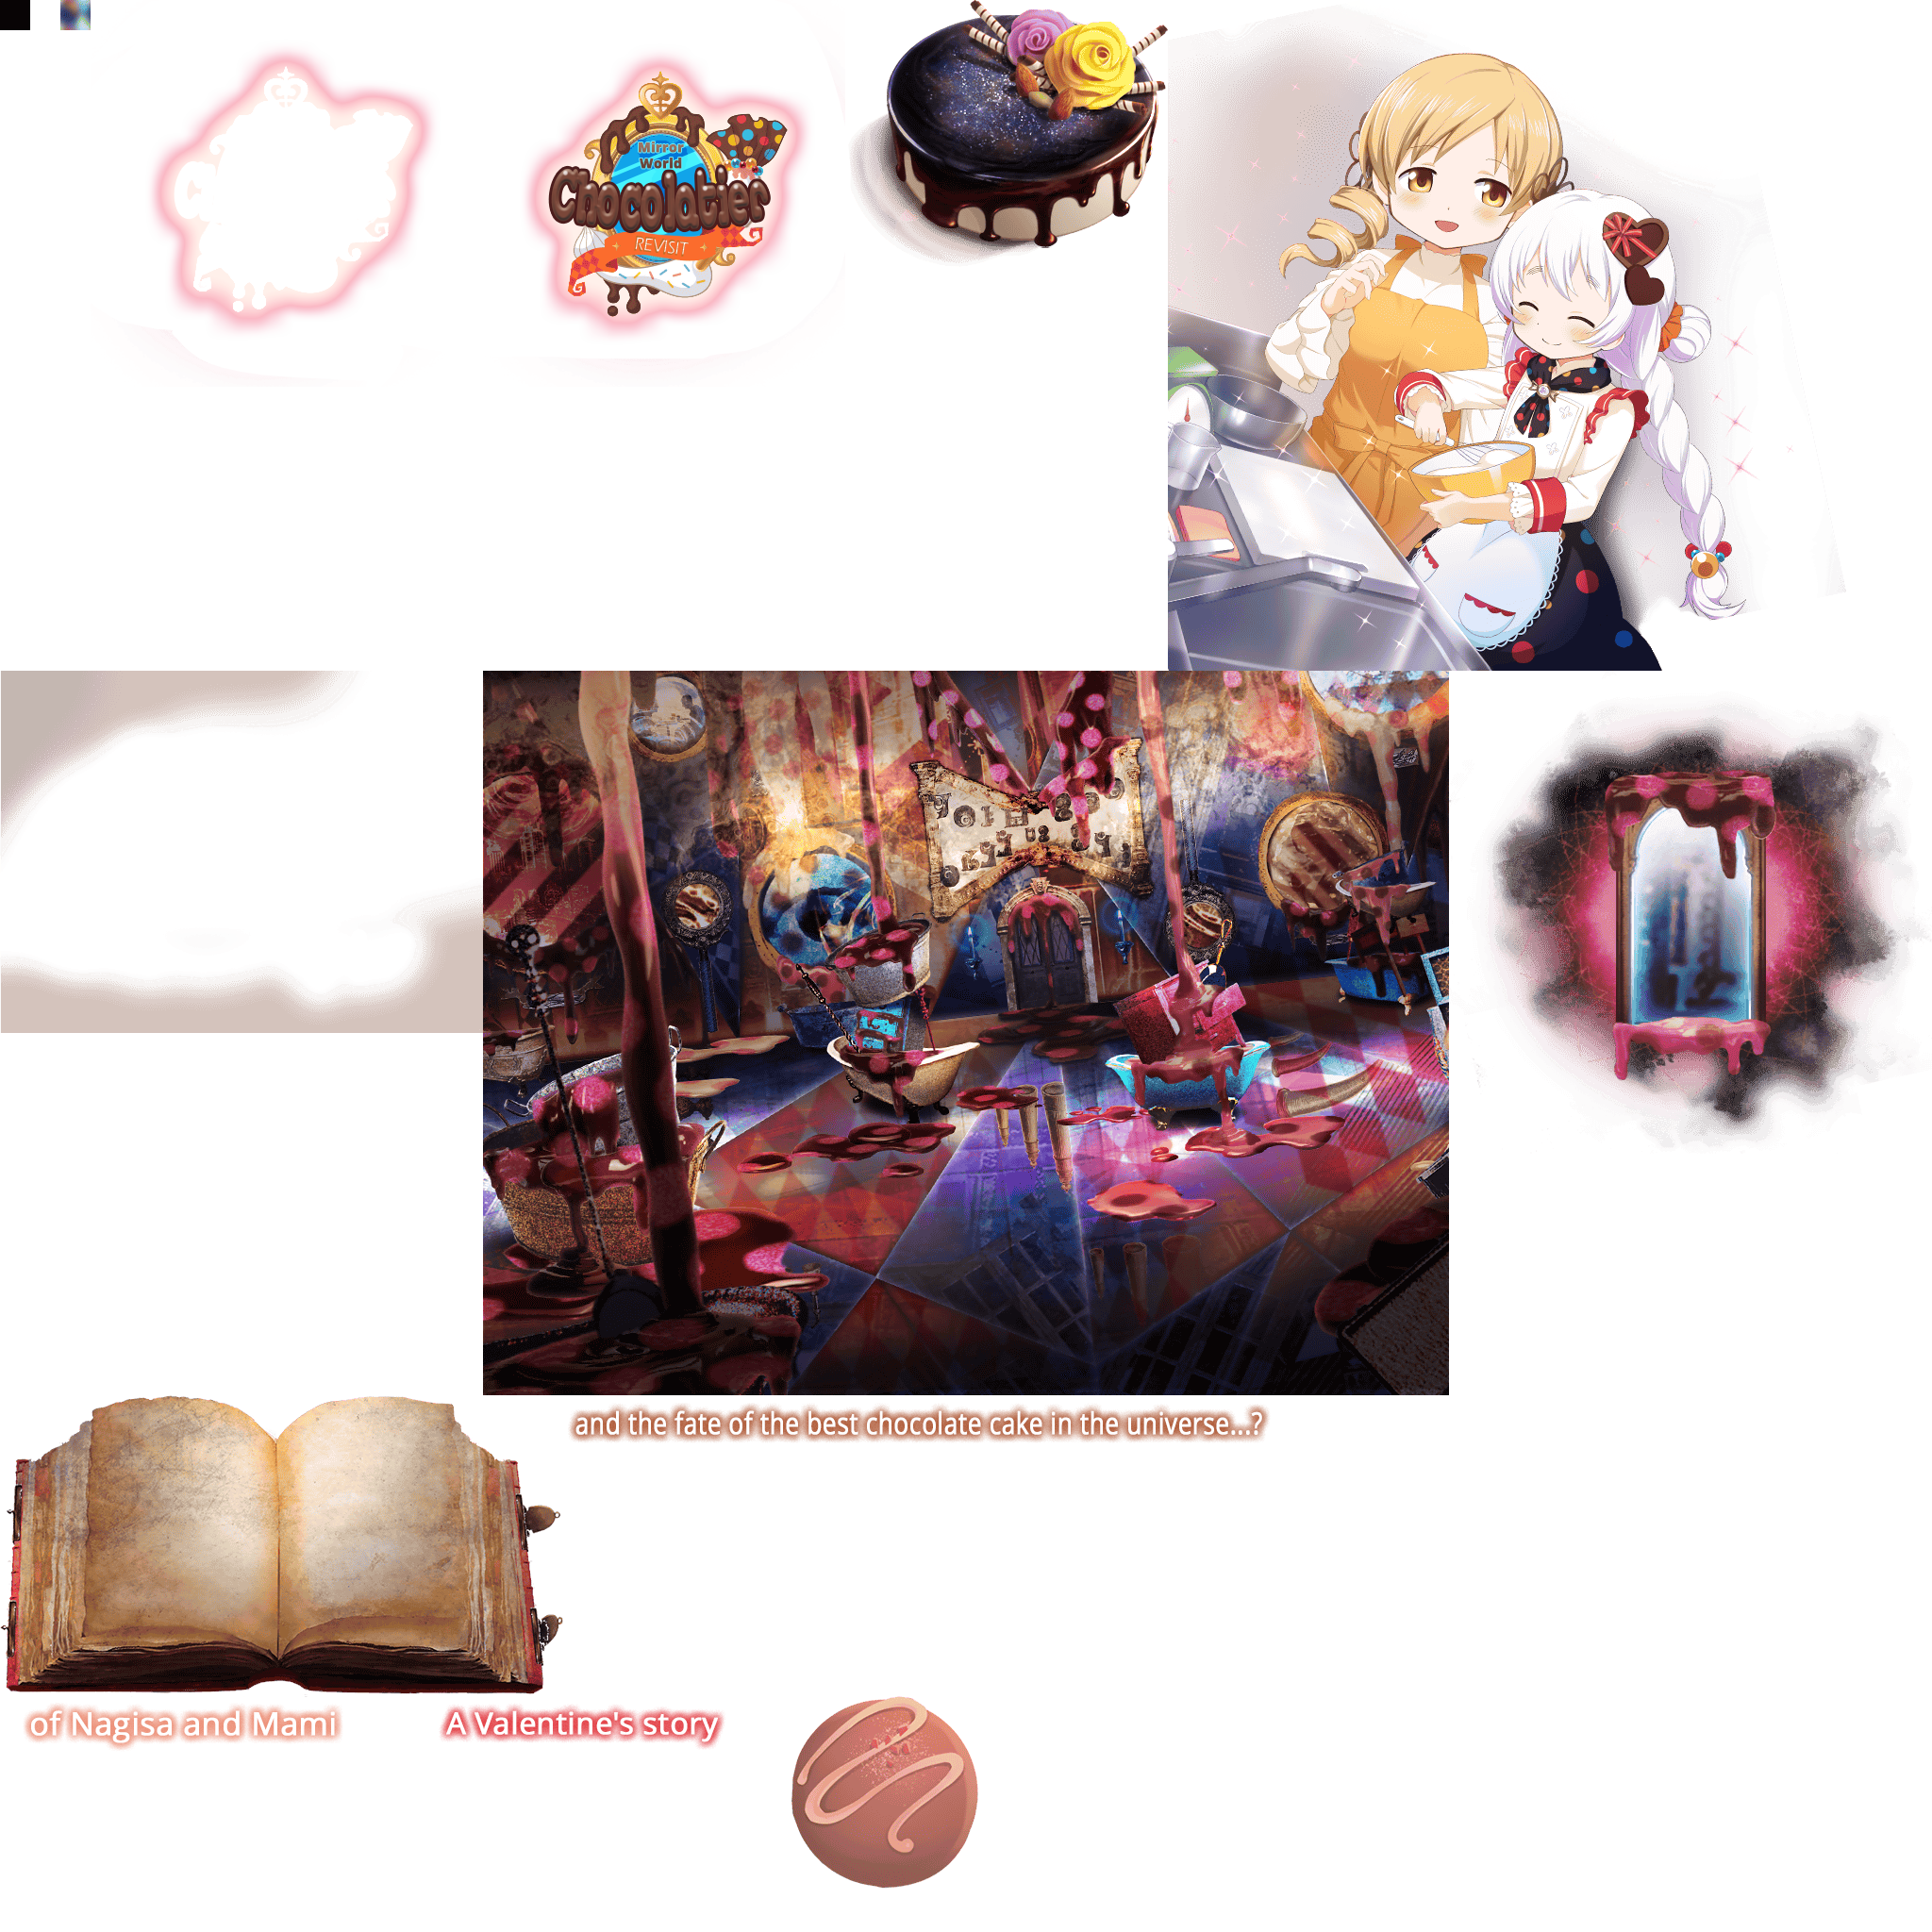 Mirror
World
Chocolatier
REVISIT
and the fate of the best chocolate cake in the universe...?
of Nagisa and Mami
A Valentine's story